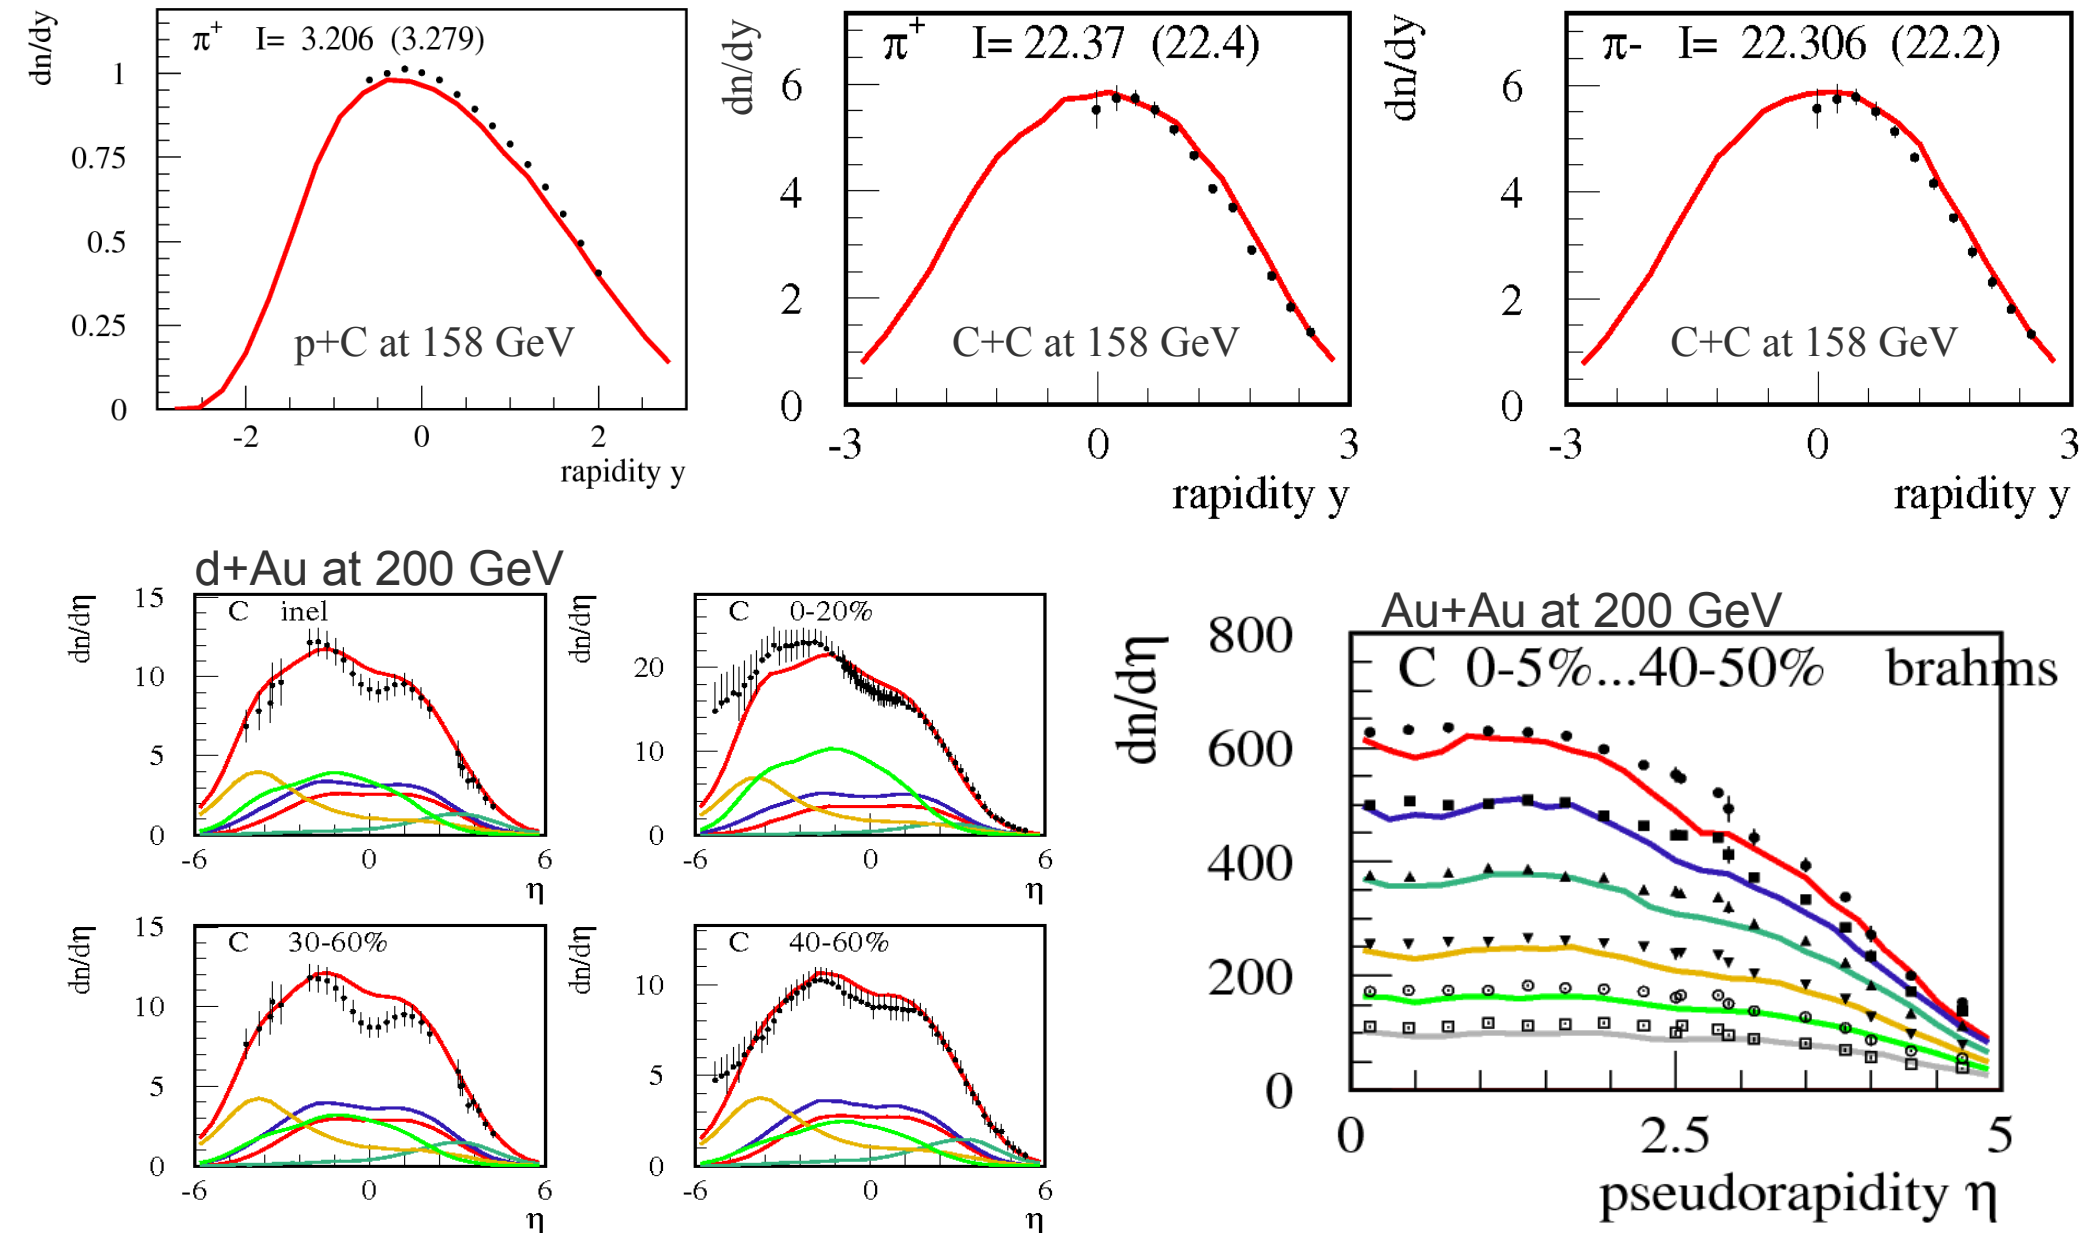 dn/dy
π+ I= 3.206 (3.279)
1
0.75
0.5
0.25
0
p+C at 158 GeV
-2 0 2
rapidity y
dn/dy
π+ I= 22.37 (22.4)
6
4
2
0
C+C at 158 GeV
-3 0 3
rapidity y
dn/dy
π- I= 22.306 (22.2)
6
4
2
0
C+C at 158 GeV
-3 0 3
rapidity y
d+Au at 200 GeV
dn/dη
C inel
15
10
5
0
-6 0 6
η
dn/dη
C 0-20%
20
10
0
-6 0 6
η
dn/dη
C 30-60%
15
10
5
0
-6 0 6
η
dn/dη
C 40-60%
10
5
0
-6 0 6
η
Au+Au at 200 GeV
dn/dη
C 0-5%...40-50% brahms
800
600
400
200
0
0 2.5 5
pseudorapidity η